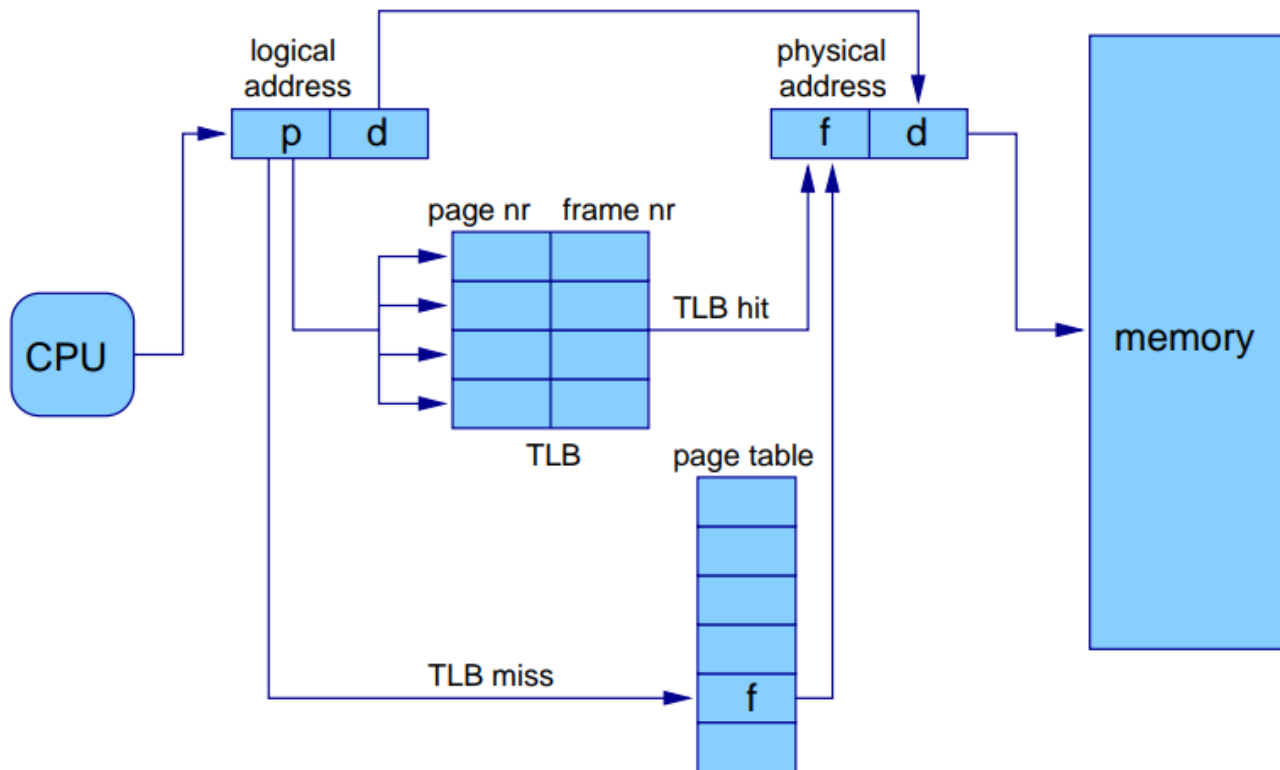 logical
address
physical
address
p
d
f
d
page nr
frame nr
CPU
TLB hit
memory
TLB
page table
TLB miss
f